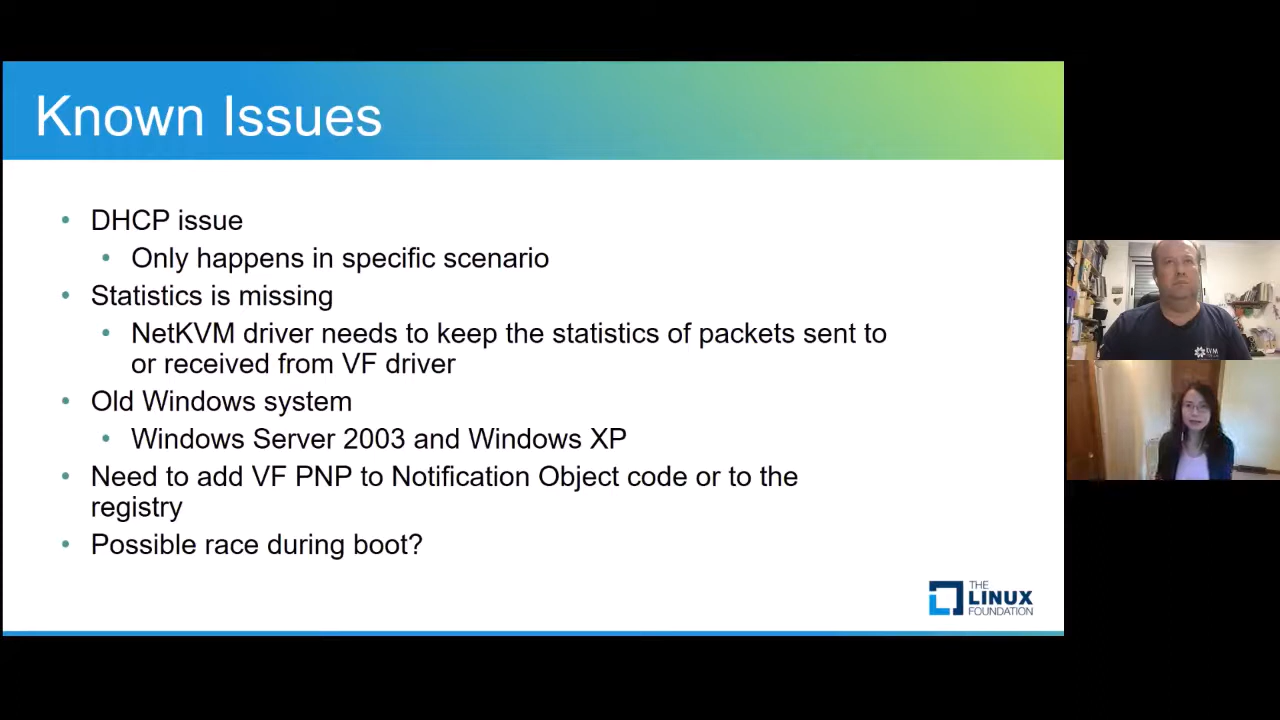 Known Issues
• DHCP issue
• Only happens in specific scenario
• Statistics is missing
• NetKVM driver needs to keep the statistics of packets sent to
or received from VF driver
• Old Windows system
• Windows Server 2003 and Windows XP
• Need to add VF PNP to Notification Object code or to the
registry
• Possible race during boot?
THE
LINUX
FOUNDATION
KVM